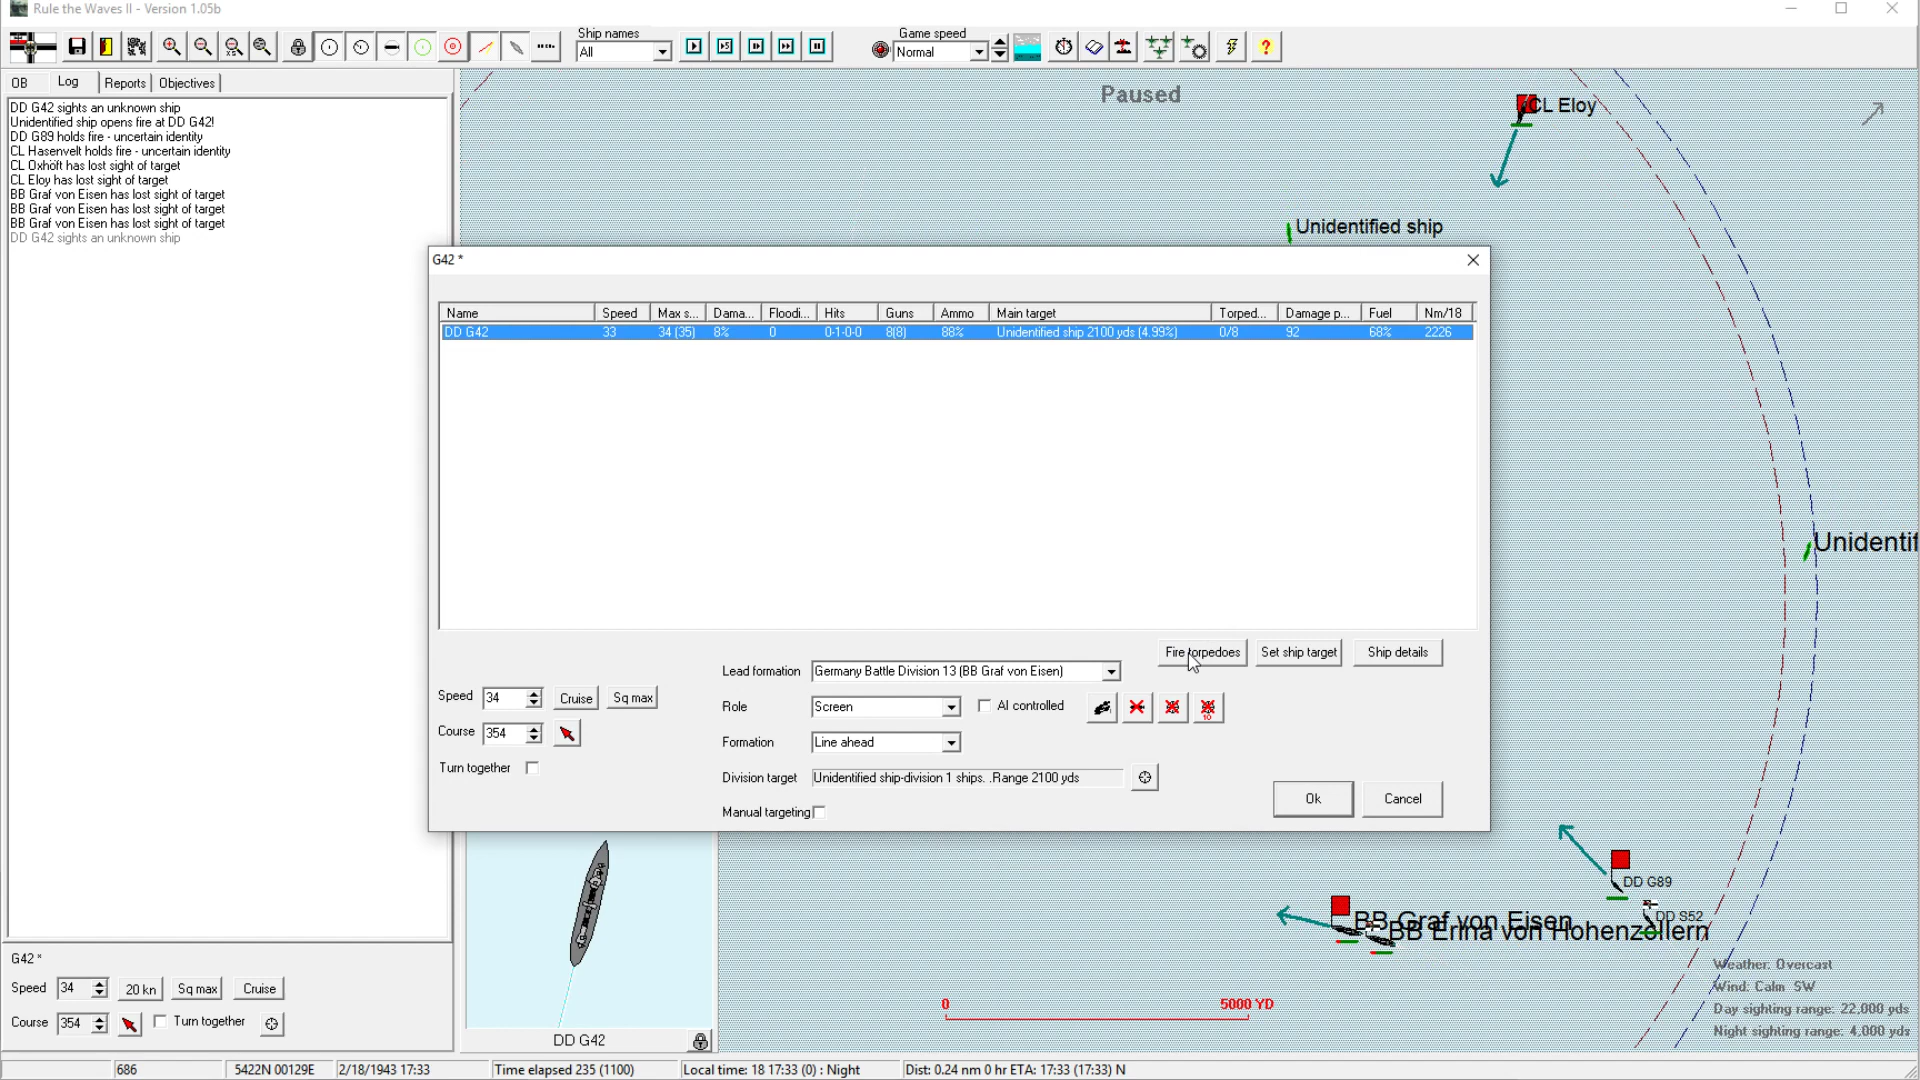 Rule the Waves II - Version 1.05b
Ship names
All
Game speed
Normal
OB Log Reports Objectives
DD G42 sights an unknown ship
Unidentified ship opens fire at DD G42!
DD G89 holds fire - uncertain identity
CL Hasenvelt holds fire - uncertain identity
CL Oxhöft has lost sight of target
CL Eloy has lost sight of target
BB Graf von Eisen has lost sight of target
BB Graf von Eisen has lost sight of target
BB Graf von Eisen has lost sight of target
DD G42 sights an unknown ship
Paused
CL Eloy
Unidentified ship
G42 *
Name Speed Max s... Dama... Floodi... Hits Guns Ammo Main target Torped... Damage p... Fuel Nm/18
DD G42 33 34 (35) 8% 0 0-1-0-0 8(8) 88% Unidentified ship 2100 yds (4.99%) 0/8 92 68% 2226
Unidentif
Fire torpedoes Set ship target Ship details
Lead formation Germany Battle Division 13 (BB Graf von Eisen)
Speed 34 Cruise Sq max
Role Screen AI controlled
10
Course 354
Formation Line ahead
Turn together
Division target Unidentified ship-division 1 ships. .Range 2100 yds
Manual targeting
Ok Cancel
DD G89
DD S52
BB Graf von Eisen
BB Erina von Hohenzollern
G42 *
Speed 34 20 kn Sq max Cruise
Course 354 Turn together
DD G42
0 5000 YD
Weather: Overcast
Wind: Calm SW
Day sighting range: 22,000 yds
Night sighting range: 4,000 yds
686 5422N 00129E 2/18/1943 17:33 Time elapsed 235 (1100) Local time: 18 17:33 (0) : Night Dist: 0.24 nm 0 hr ETA: 17:33 (17:33) N